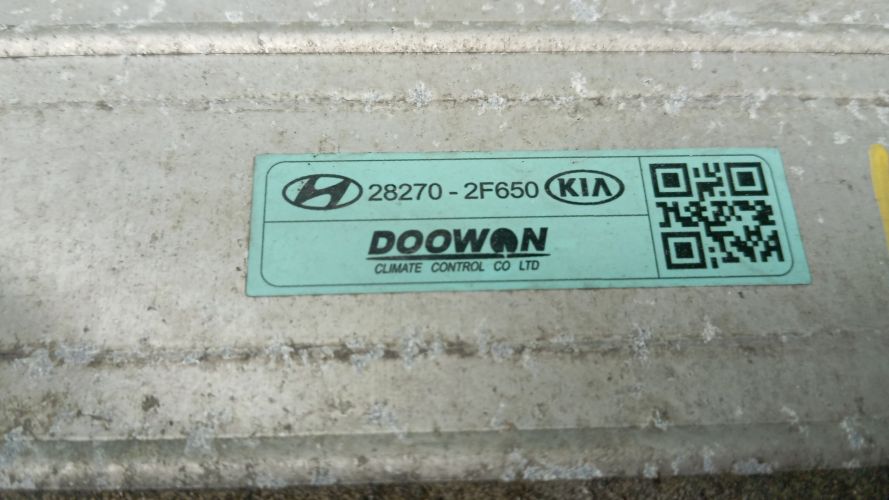 28270 - 2F650 KIA
DOOWON
CLIMATE CONTROL CO LTD